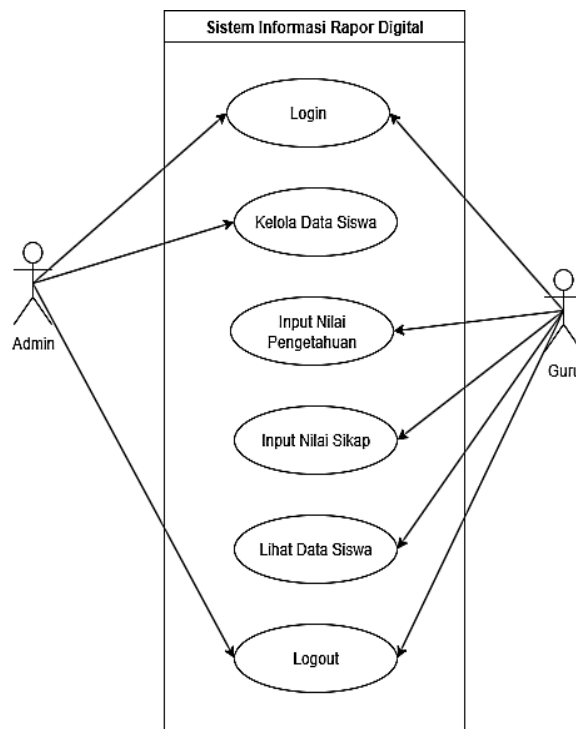 Sistem Informasi Rapor Digital
Login
Kelola Data Siswa
Admin
Input Nilai
Pengetahuan
Guru
Input Nilai Sikap
Lihat Data Siswa
Logout